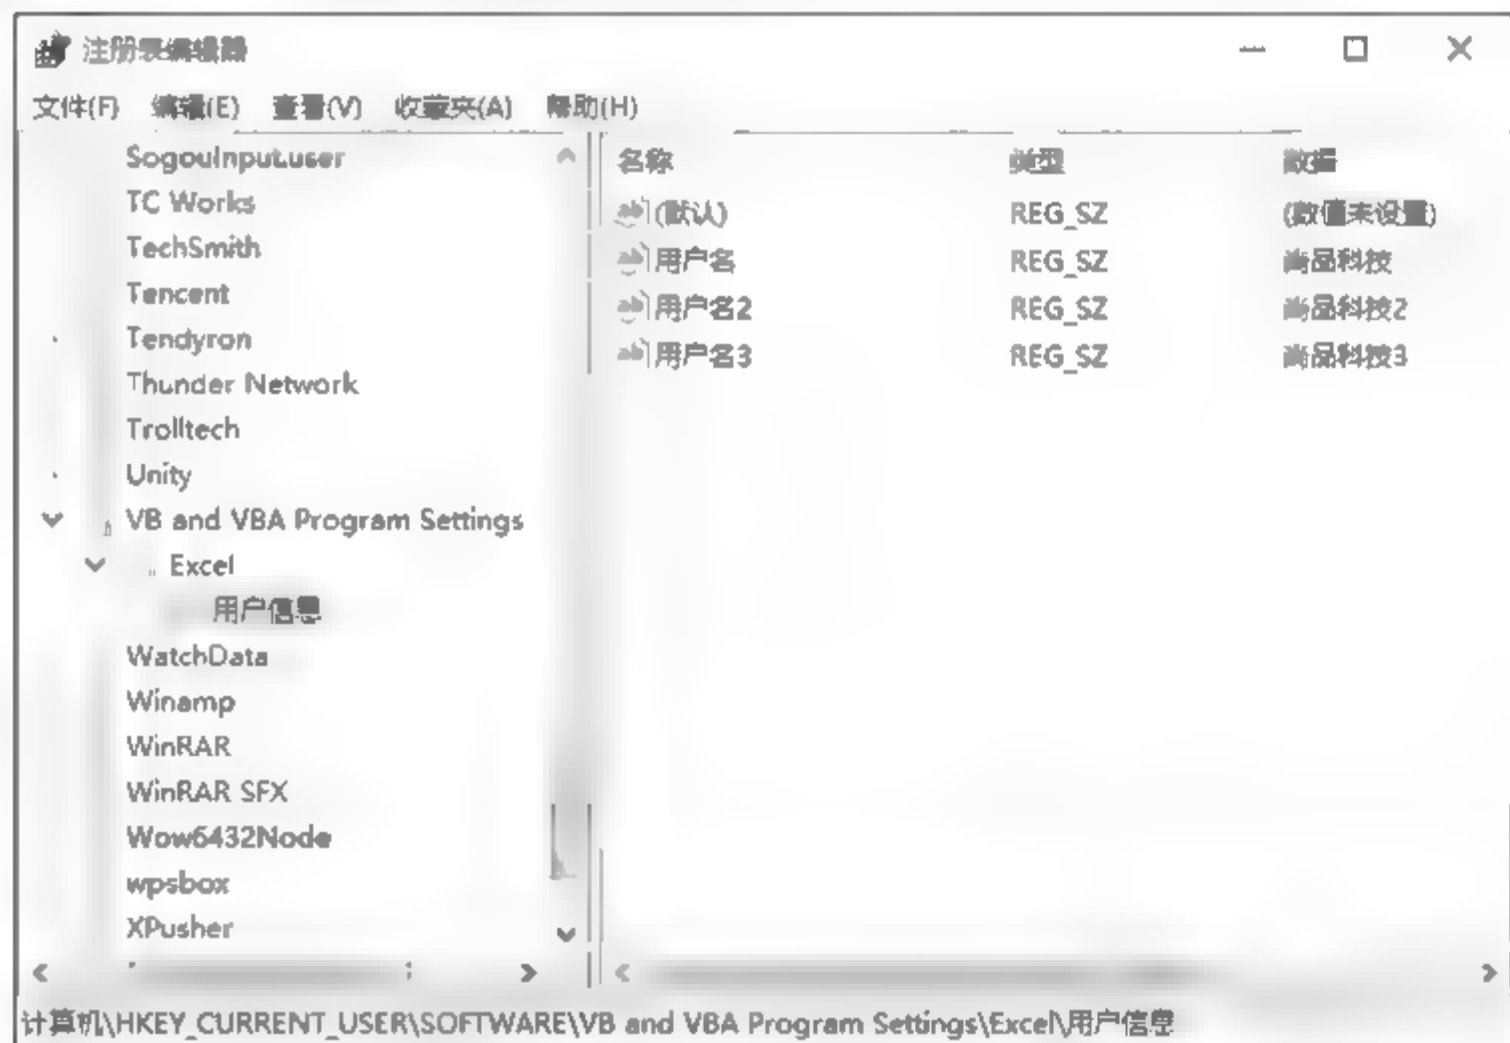 注册表编辑器
文件(F) 编辑(E) 查看(V) 收藏夹(A) 帮助(H)
SogouInput.user
TC Works
TechSmith
Tencent
Tendyron
Thunder Network
Trolltech
Unity
VB and VBA Program Settings
Excel
用户信息
WatchData
Winamp
WinRAR
WinRAR SFX
Wow6432Node
wpsbox
XPusher
名称 类型 数据
ab (默认) REG_SZ (数值未设置)
ab 用户名 REG_SZ 尚品科技
ab 用户名2 REG_SZ 尚品科技2
ab 用户名3 REG_SZ 尚品科技3
计算机\HKEY_CURRENT_USER\SOFTWARE\VB and VBA Program Settings\Excel\用户信息